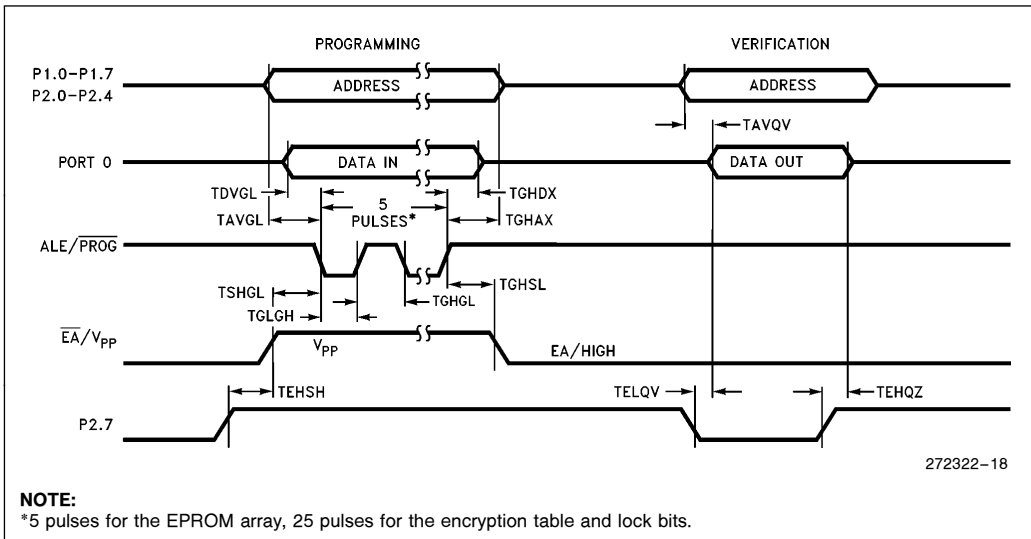 PROGRAMMING VERIFICATION
P1.0–P1.7
P2.0–P2.4
ADDRESS ADDRESS
TAVQV
PORT 0 DATA IN DATA OUT
TDVGL 5 PULSES* TGHDX
TAVGL TGHAX
ALE/PROG
TSHGL TGHGL TGHSL
TGLGH
EA/VPP VPP EA/HIGH
TEHSH TELQV TEHQZ
P2.7
272322–18
NOTE:
*5 pulses for the EPROM array, 25 pulses for the encryption table and lock bits.